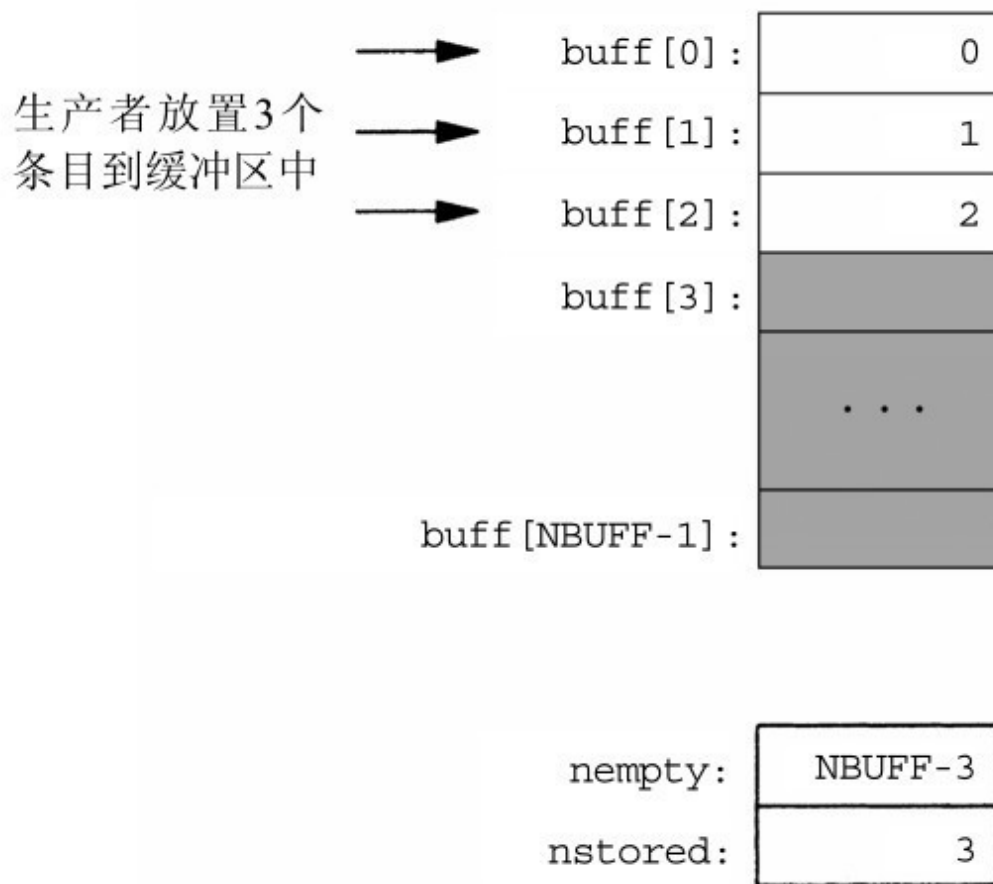 buff[0]: 0
生产者放置3个
条目到缓冲区中
buff[1]: 1
buff[2]: 2
buff[3]:
. . .
buff[NBUFF-1]:
nempty: NBUFF-3
nstored: 3